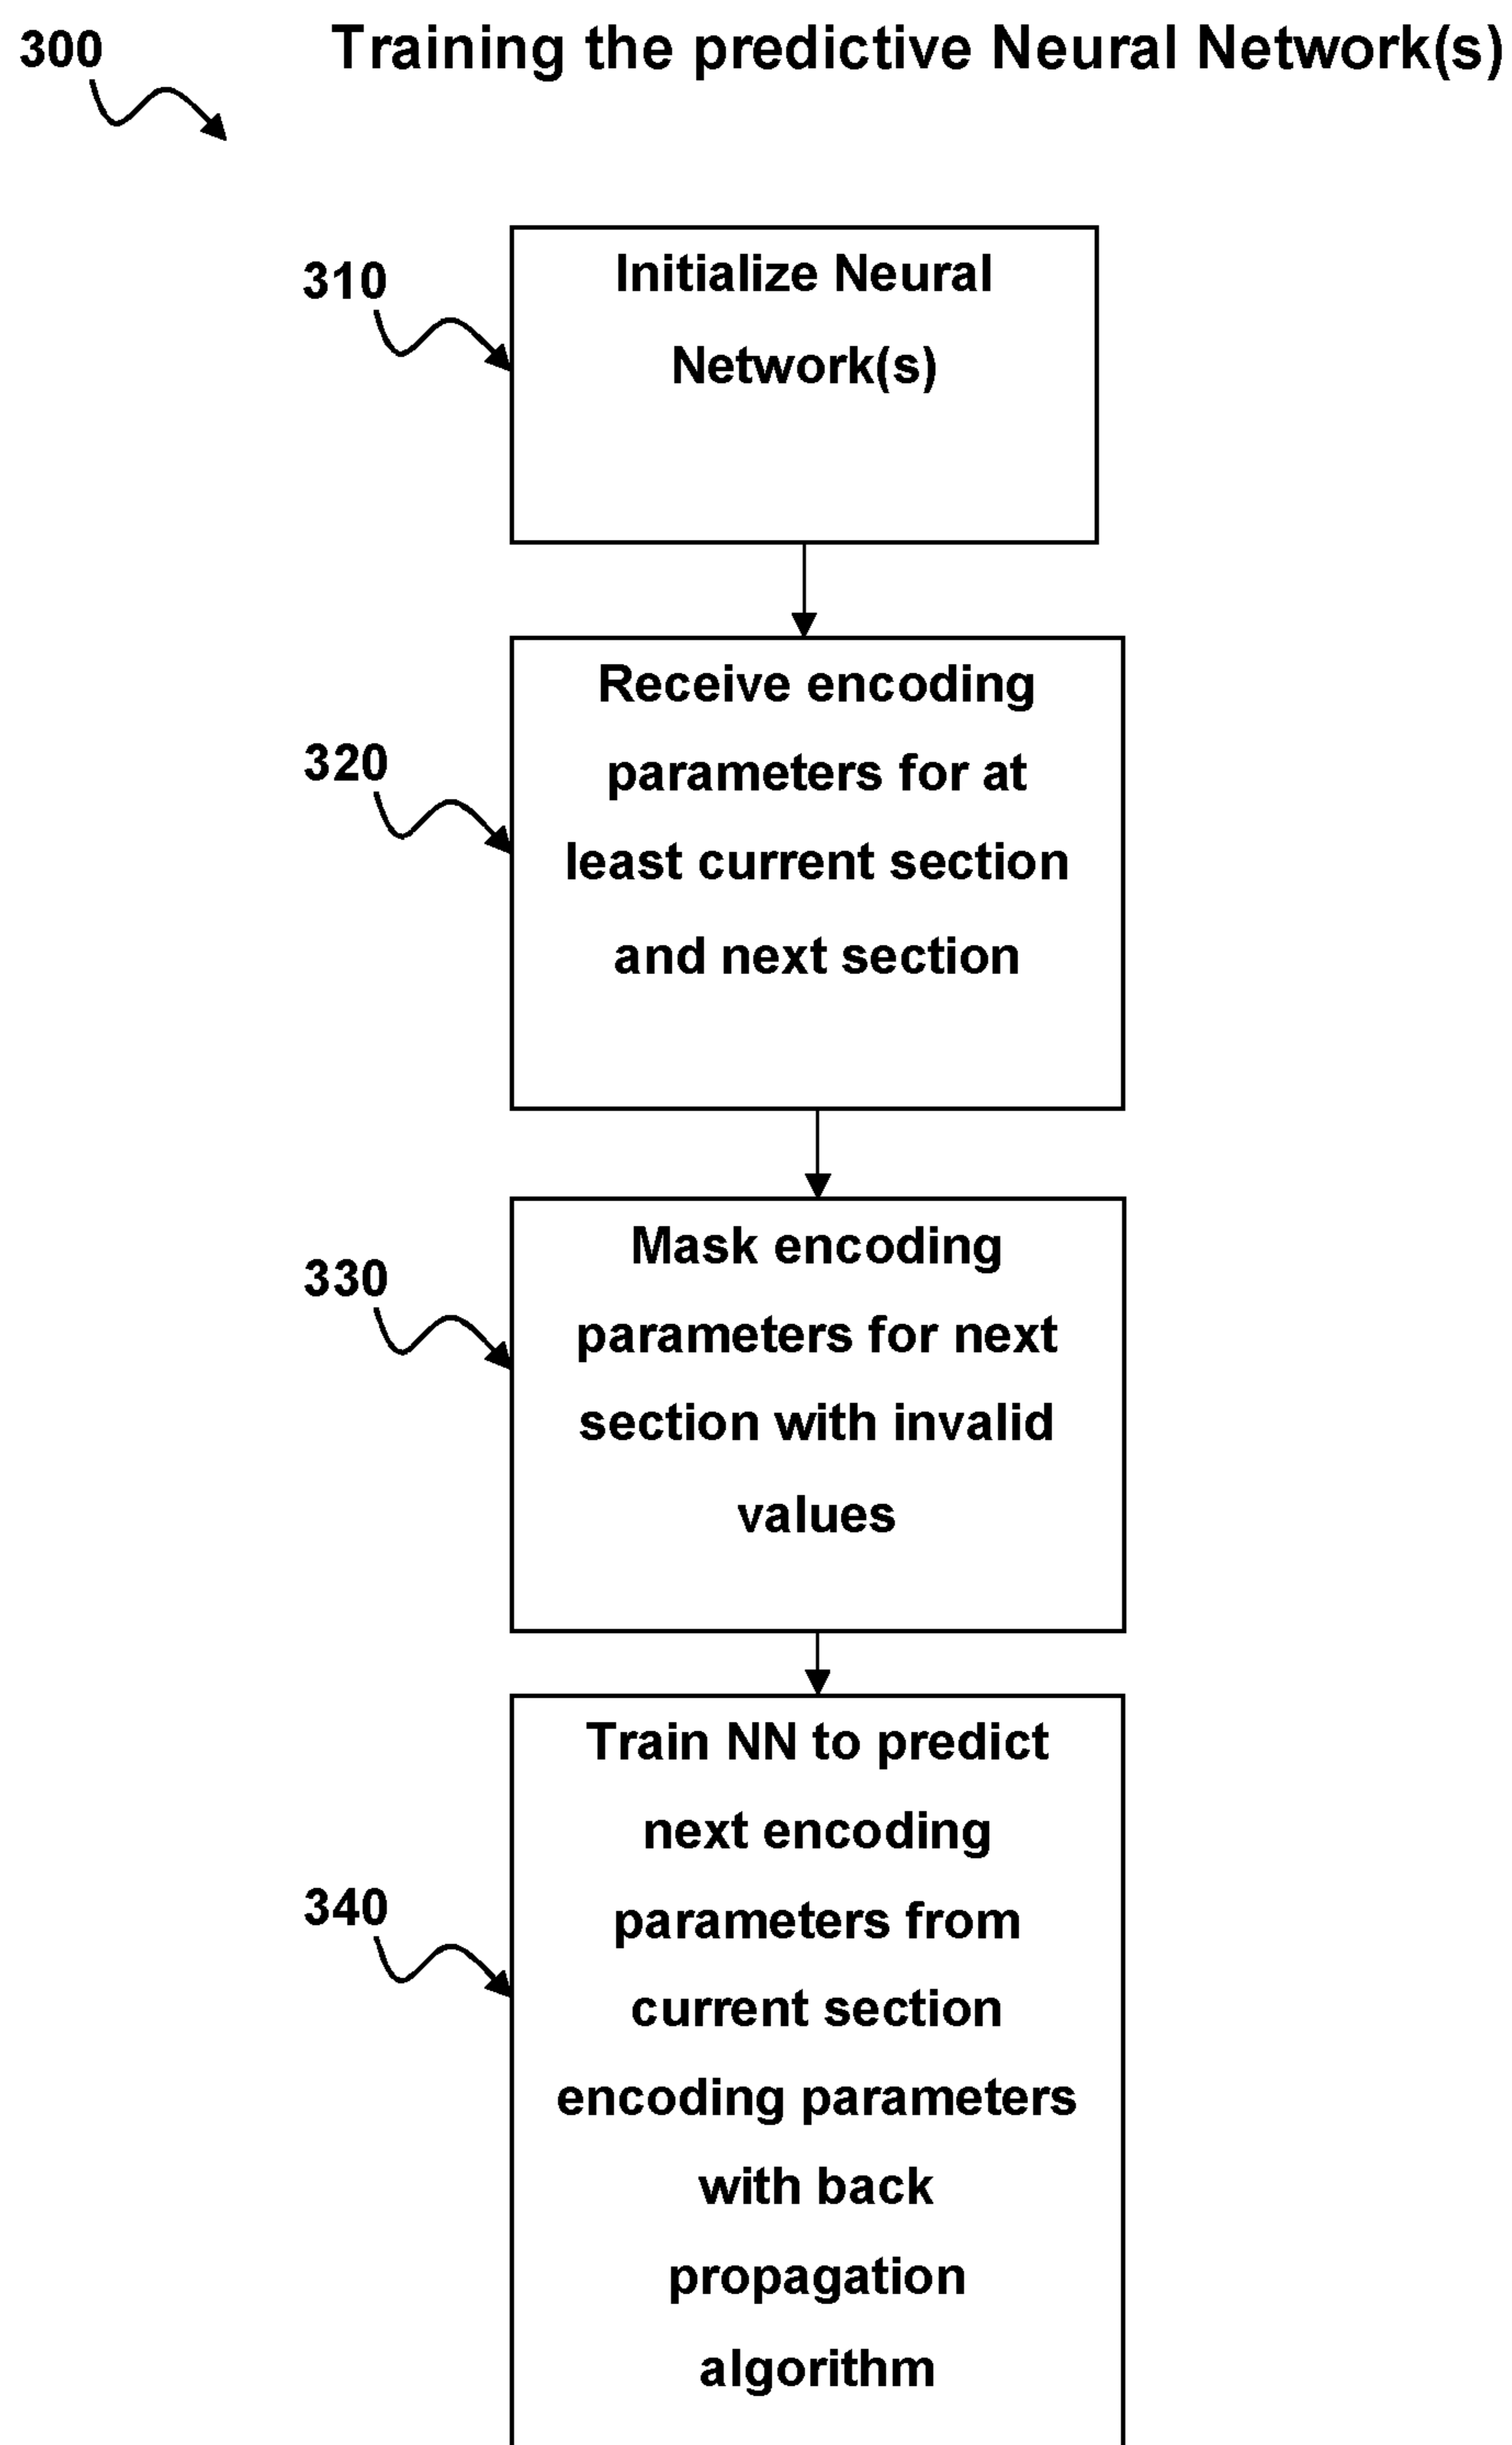 300
Training the predictive Neural Network(s)
310
Initialize Neural
Network(s)
320
Receive encoding
parameters for at
least current section
and next section
330
Mask encoding
parameters for next
section with invalid
values
340
Train NN to predict
next encoding
parameters from
current section
encoding parameters
with back
propagation
algorithm